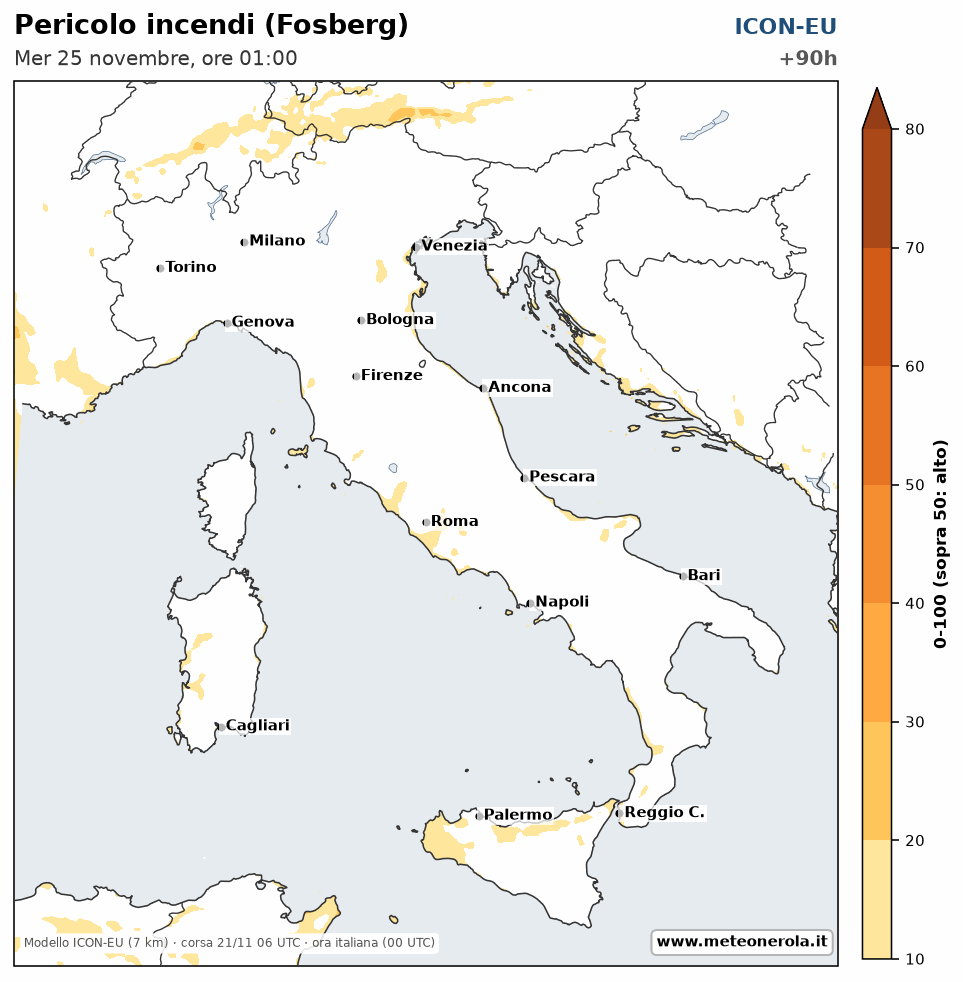 Pericolo incendi (Fosberg)
ICON-EU
Mer 25 novembre, ore 01:00
+90h
Milano
Venezia
Torino
Genova
Bologna
Firenze
Ancona
Pescara
Roma
Bari
Napoli
Cagliari
Palermo
Reggio C.
80
70
60
50
40
30
20
10
0-100 (sopra 50: alto)
Modello ICON-EU (7 km) · corsa 21/11 06 UTC · ora italiana (00 UTC)
www.meteonerola.it